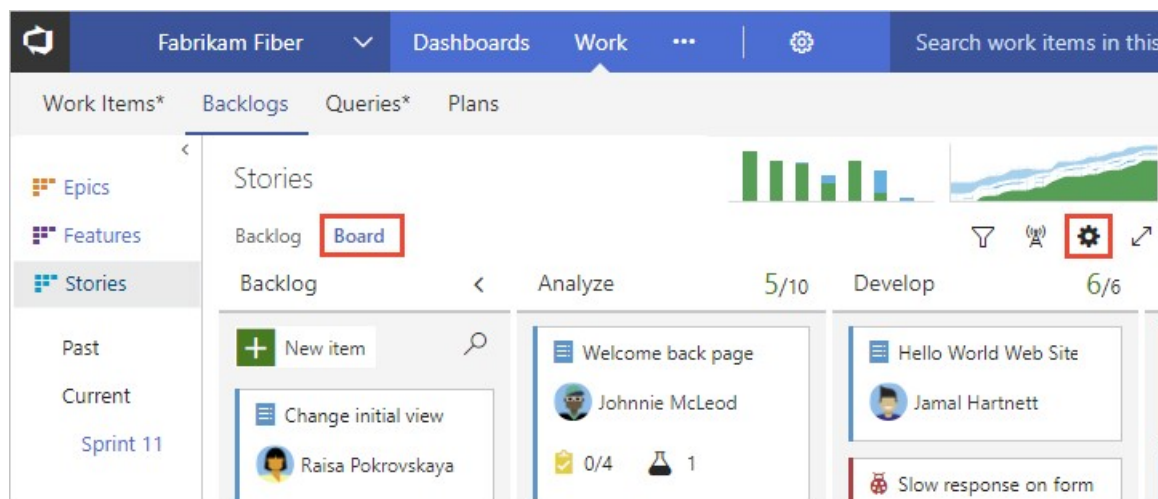 Fabrikam Fiber Dashboards Work ••• Search work items in this
Work Items* Backlogs Queries* Plans
Stories
Epics
Features
Stories
Past
Current
Sprint 11
Backlog Board
Backlog Analyze 5/10 Develop 6/6
New item
Change initial view
Raisa Pokrovskaya
Welcome back page
Johnnie McLeod
0/4 1
Hello World Web Site
Jamal Hartnett
Slow response on form